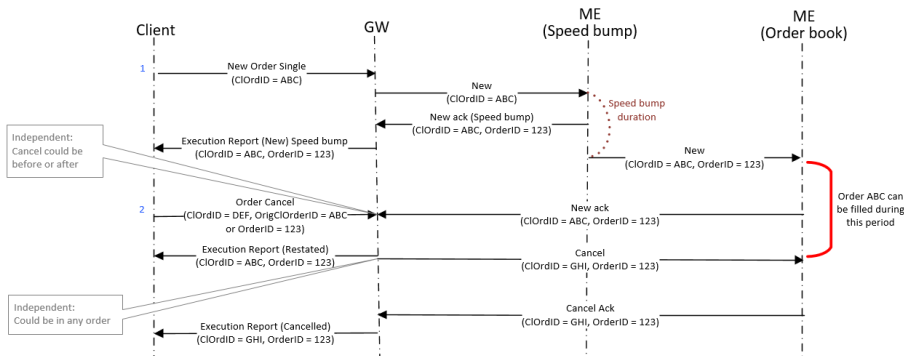 Client
GW
ME
(Speed bump)
ME
(Order book)
1
New Order Single
(ClOrdID = ABC)
New
(ClOrdID = ABC)
Speed bump
duration
New ack (Speed bump)
(ClOrdID = ABC, OrderID = 123)
Independent:
Cancel could be
before or after
Execution Report (New) Speed bump
(ClOrdID = ABC, OrderID = 123)
New
(ClOrdID = ABC, OrderID = 123)
2
Order Cancel
(ClOrdID = DEF, OrigClOrderID = ABC
or OrderID = 123)
New ack
(ClOrdID = ABC, OrderID = 123)
Order ABC can
be filled during
this period
Execution Report (Restated)
(ClOrdID = ABC, OrderID = 123)
Cancel
(ClOrdID = GHI, OrderID = 123)
Independent:
Could be in any order
Cancel Ack
(ClOrdID = GHI, OrderID = 123)
Execution Report (Cancelled)
(ClOrdID = GHI, OrderID = 123)